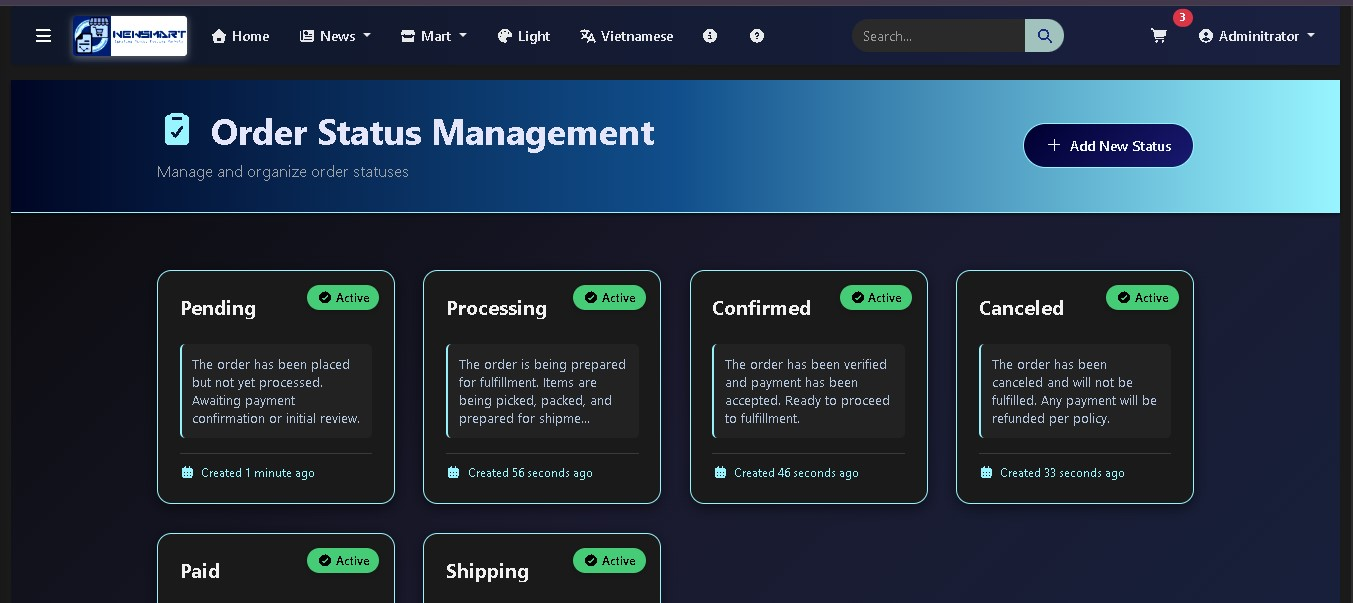 3
NEWSMART Home News Mart Light Vietnamese Search... Adminitrator
Order Status Management
Manage and organize order statuses
Add New Status
Pending
Active
The order has been placed
but not yet processed.
Awaiting payment
confirmation or initial review.
Created 1 minute ago
Processing
Active
The order is being prepared
for fulfillment. Items are
being picked, packed, and
prepared for shipme...
Created 56 seconds ago
Confirmed
Active
The order has been verified
and payment has been
accepted. Ready to proceed
to fulfillment.
Created 46 seconds ago
Canceled
Active
The order has been
canceled and will not be
fulfilled. Any payment will be
refunded per policy.
Created 33 seconds ago
Paid
Active
Shipping
Active